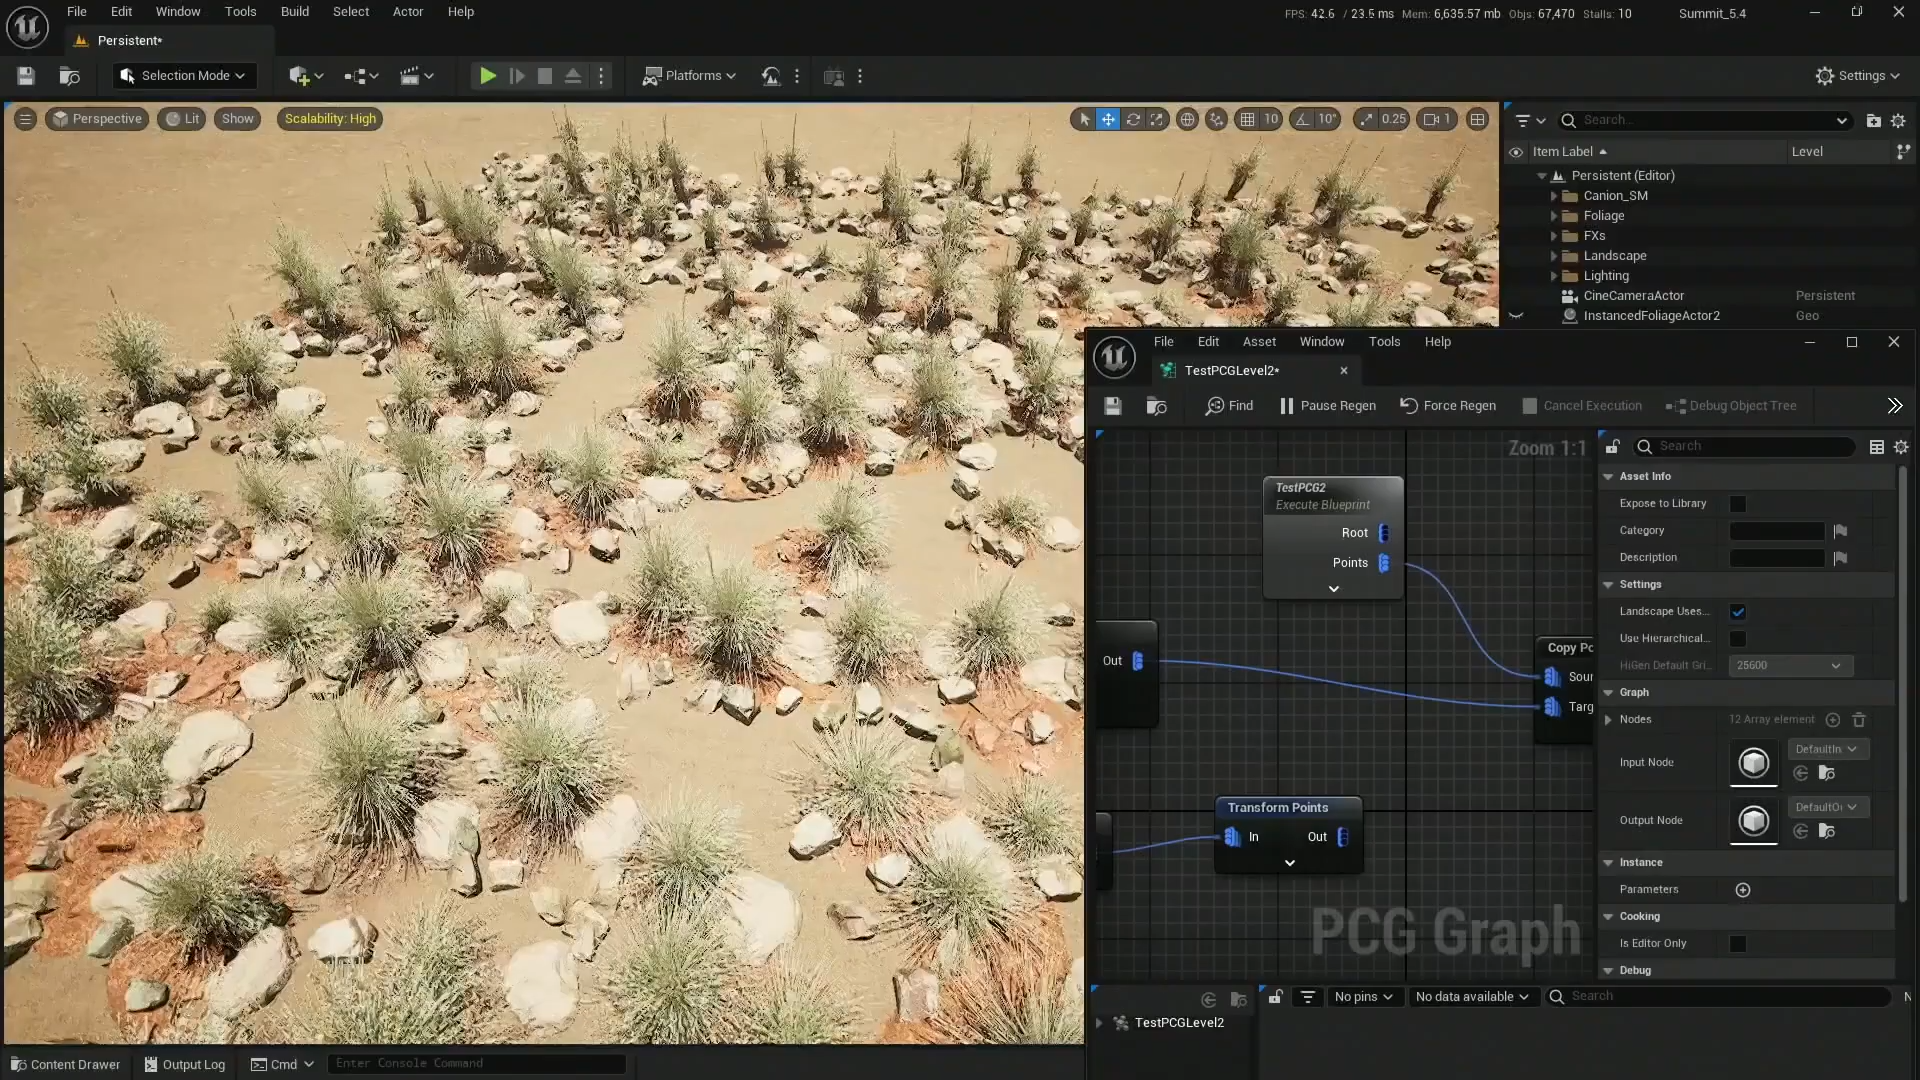 File Edit Window Tools Build Select Actor Help
FPS: 42.6 / 23.5 ms Mem: 6,635.57 mb Objs: 67,470 Stalls: 10 Summit_5.4
Persistent*
Selection Mode Platforms Settings
Perspective Lit Show Scalability: High 10 10° 0.25 1
Search...
Item Label Level
Persistent (Editor)
Canion_SM
Foliage
FXs
Landscape
Lighting
CineCameraActor Persistent
InstancedFoliageActor2 Geo
File Edit Asset Window Tools Help
TestPCGLevel2*
Find Pause Regen Force Regen Cancel Execution Debug Object Tree
Zoom 1:1
TestPCG2
Execute Blueprint
Root
Points
Out
Copy Po
Sour
Targ
Transform Points
In Out
PCG Graph
Search
Asset Info
Expose to Library
Category
Description
Settings
Landscape Uses...
Use Hierarchical...
HiGen Default Gri... 25600
Graph
Nodes 12 Array element
Input Node DefaultIn
Output Node DefaultOu
Instance
Parameters
Cooking
Is Editor Only
Debug
No pins No data available Search N
TestPCGLevel2
Content Drawer Output Log Cmd Enter Console Command